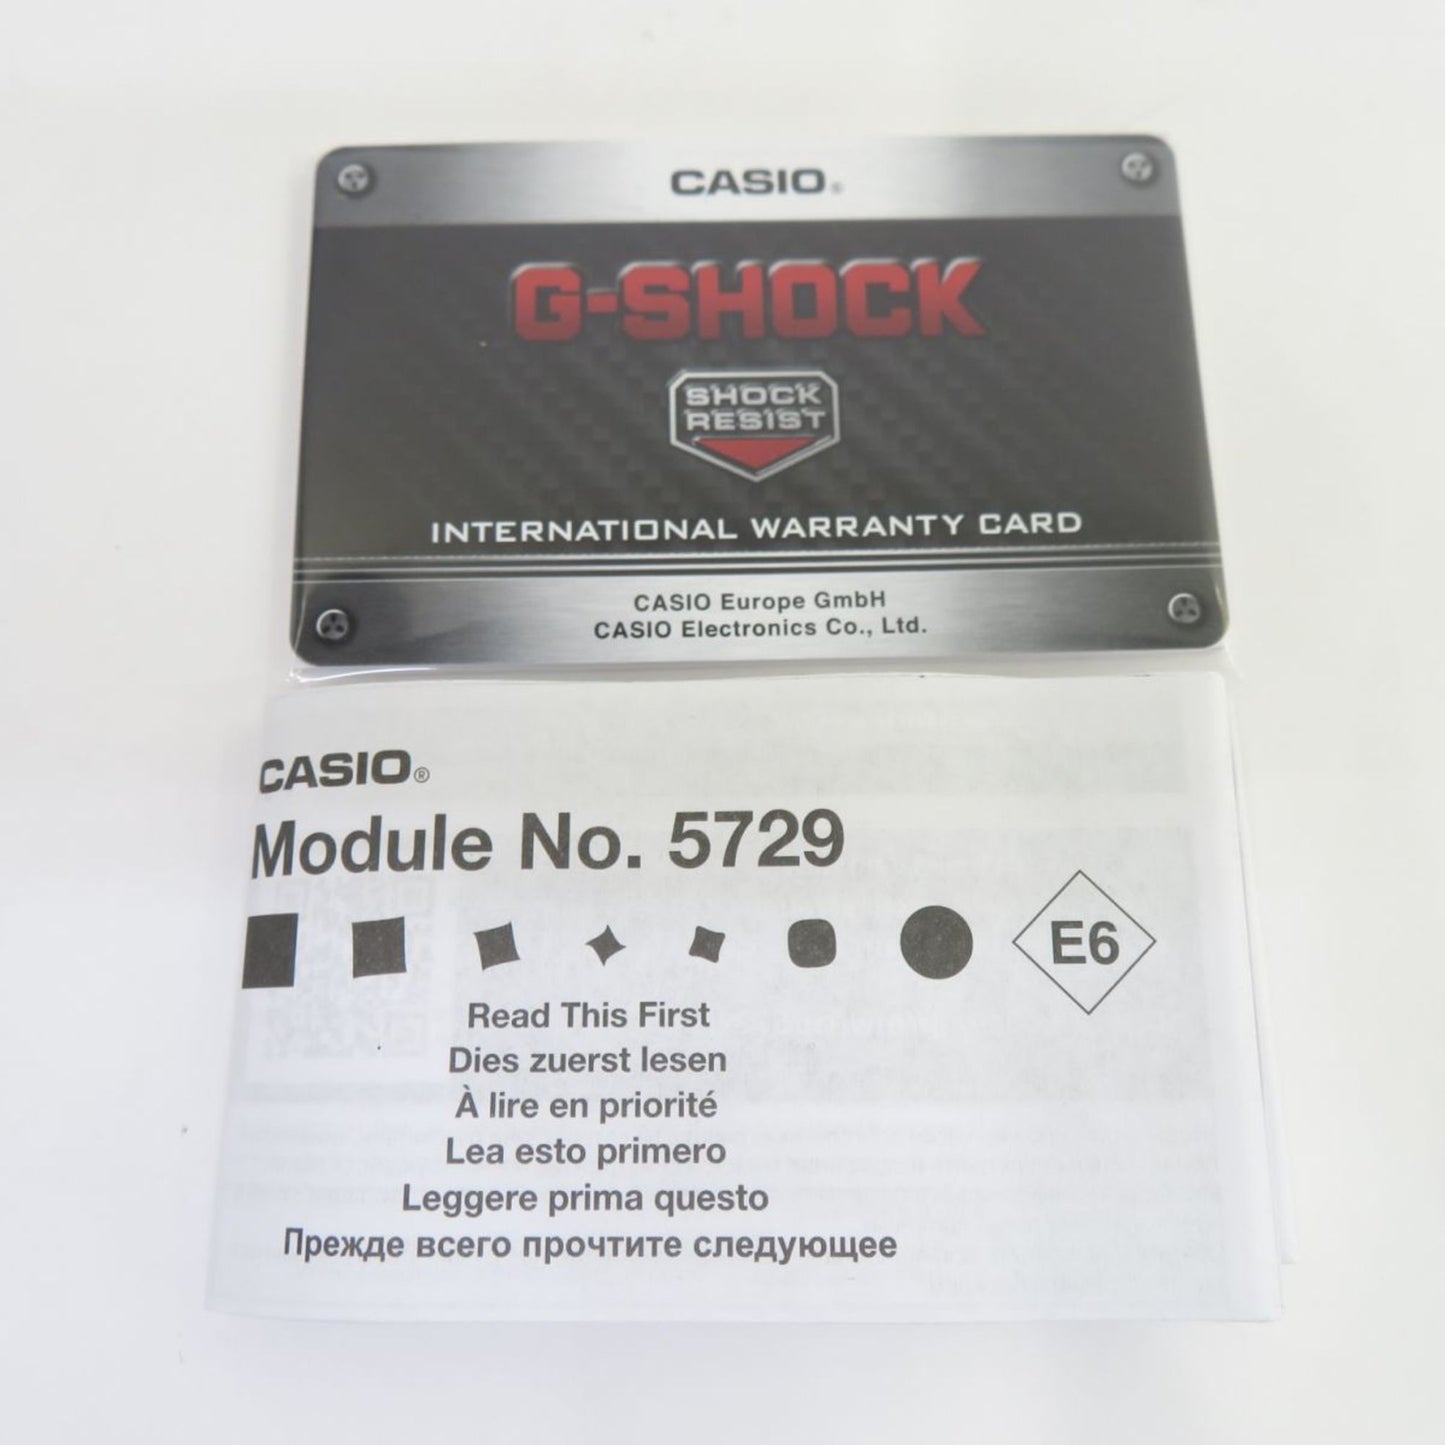 CASIO®
G-SHOCK
SHOCK
RESIST
INTERNATIONAL WARRANTY CARD
CASIO Europe GmbH
CASIO Electronics Co., Ltd.
CASIO®
Module No. 5729
E6
Read This First
Dies zuerst lesen
À lire en priorité
Lea esto primero
Leggere prima questo
Прежде всего прочтите следующее